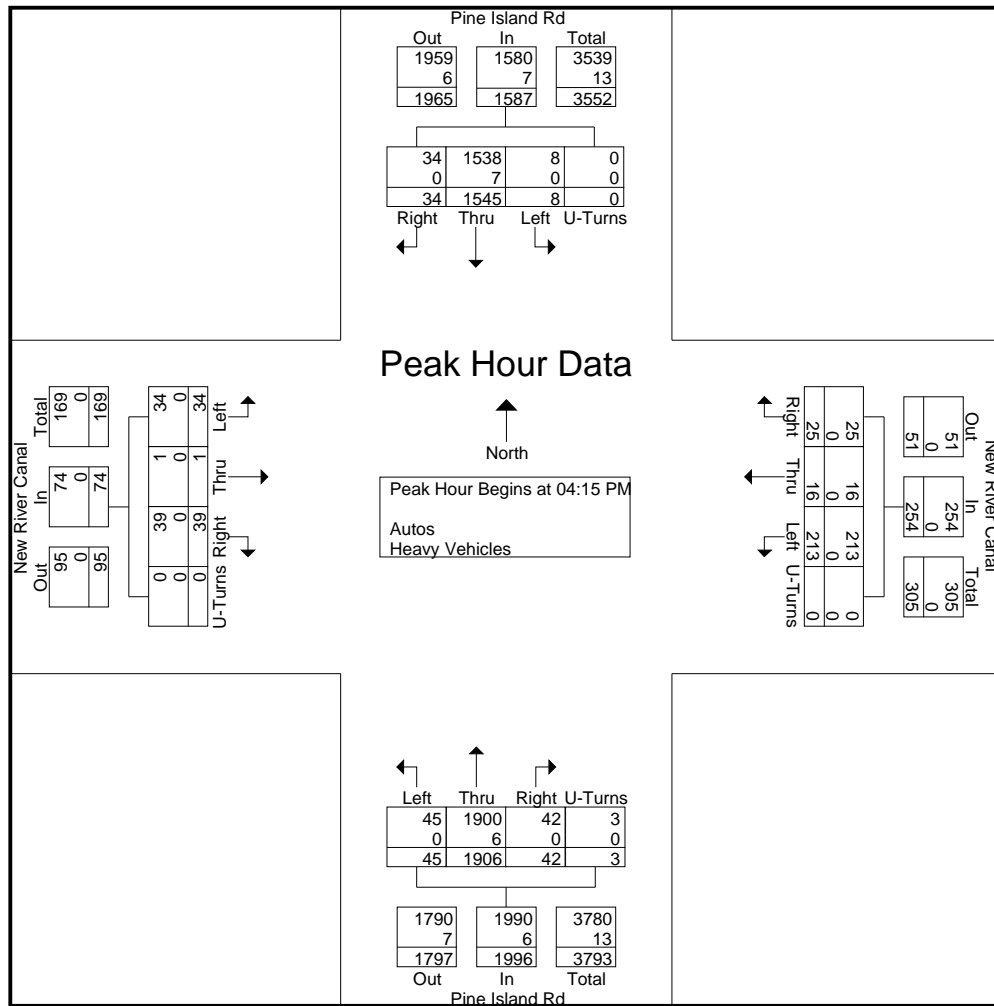 Pine Island Rd
Out In Total
1959 1580 3539
6 7 13
1965 1587 3552
34 1538 8 0
0 7 0 0
34 1545 8 0
Right Thru Left U-Turns
Peak Hour Data
North
Peak Hour Begins at 04:15 PM
Autos
Heavy Vehicles
New River Canal
Total In Out
169 74 95
0 0 0
169 74 95
34 1 39 0
0 0 0 0
34 1 39 0
Left Thru Right U-Turns
New River Canal
Out In Total
51 254 305
0 0 0
51 254 305
25 16 213 0
0 0 0 0
25 16 213 0
Right Thru Left U-Turns
Left Thru Right U-Turns
45 1900 42 3
0 6 0 0
45 1906 42 3
1790 1990 3780
7 6 13
1797 1996 3793
Out In Total
Pine Island Rd